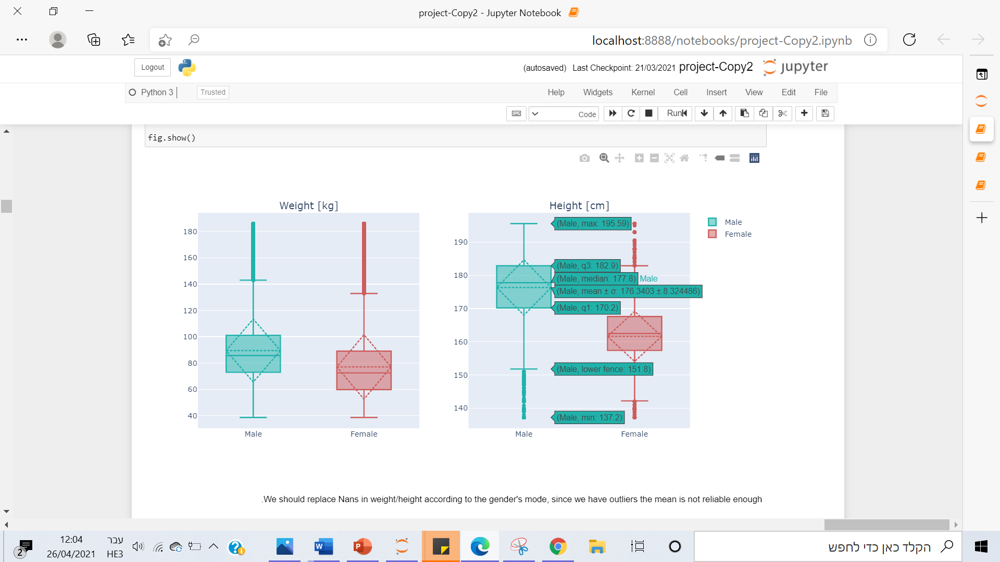 project-Copy2 - Jupyter Notebook
localhost:8888/notebooks/project-Copy2.ipynb
Logout
(autosaved) Last Checkpoint: 21/03/2021 project-Copy2 jupyter
Python 3 Trusted Help Widgets Kernel Cell Insert View Edit File
Code Run
fig.show()
Weight [kg]
180
160
140
120
100
80
60
40
Male Female
Height [cm]
190
180
170
160
150
140
Male Female
(Male, max: 195.59)
(Male, q3: 182.9)
(Male, median: 177.8) Male
(Male, mean ± σ: 176.3403 ± 8.324486)
(Male, q1: 170.2)
(Male, lower fence: 151.8)
(Male, min: 137.2)
Male
Female
.We should replace Nans in weight/height according to the gender's mode, since we have outliers the mean is not reliable enough
2
12:04
26/04/2021
עבר
HE3
הקלד כאן כדי לחפש